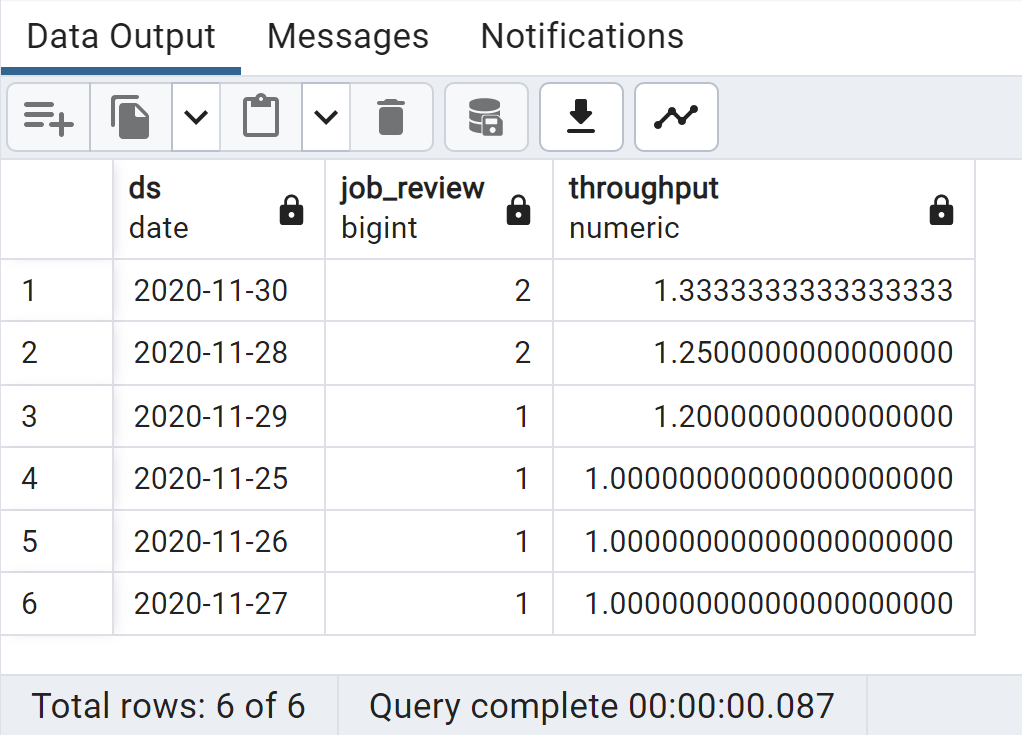 Data Output Messages Notifications
ds job_review throughput
date bigint numeric
1 2020-11-30 2 1.3333333333333333
2 2020-11-28 2 1.2500000000000000
3 2020-11-29 1 1.2000000000000000
4 2020-11-25 1 1.00000000000000000000
5 2020-11-26 1 1.00000000000000000000
6 2020-11-27 1 1.00000000000000000000
Total rows: 6 of 6 Query complete 00:00:00.087